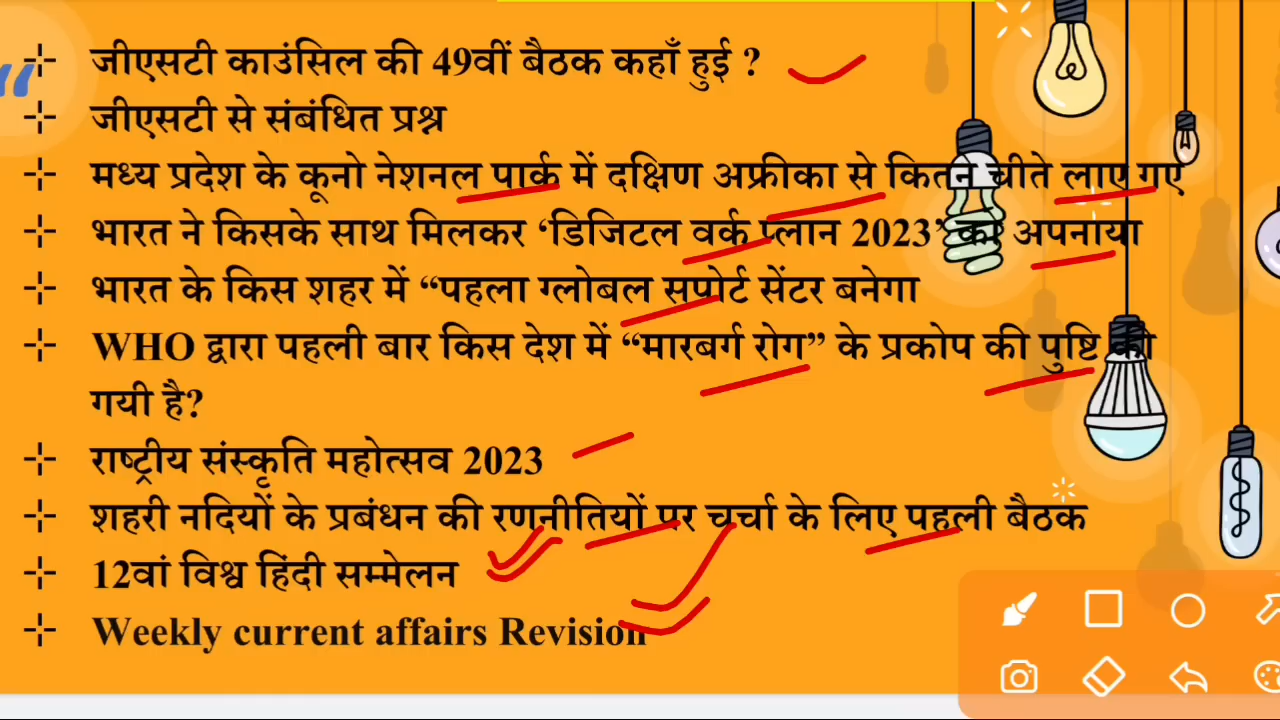 जीएसटी काउंसिल की 49वीं बैठक कहाँ हुई ?
जीएसटी से संबंधित प्रश्न
मध्य प्रदेश के कूनो नेशनल पार्क में दक्षिण अफ्रीका से कितने चीते लाए गए
भारत ने किसके साथ मिलकर ‘डिजिटल वर्क प्लान 2023’ को अपनाया
भारत के किस शहर में “पहला ग्लोबल सपोर्ट सेंटर बनेगा
WHO द्वारा पहली बार किस देश में “मारबर्ग रोग” के प्रकोप की पुष्टि की
गयी है?
राष्ट्रीय संस्कृति महोत्सव 2023
शहरी नदियों के प्रबंधन की रणनीतियों पर चर्चा के लिए पहली बैठक
12वां विश्व हिंदी सम्मेलन
Weekly current affairs Revision